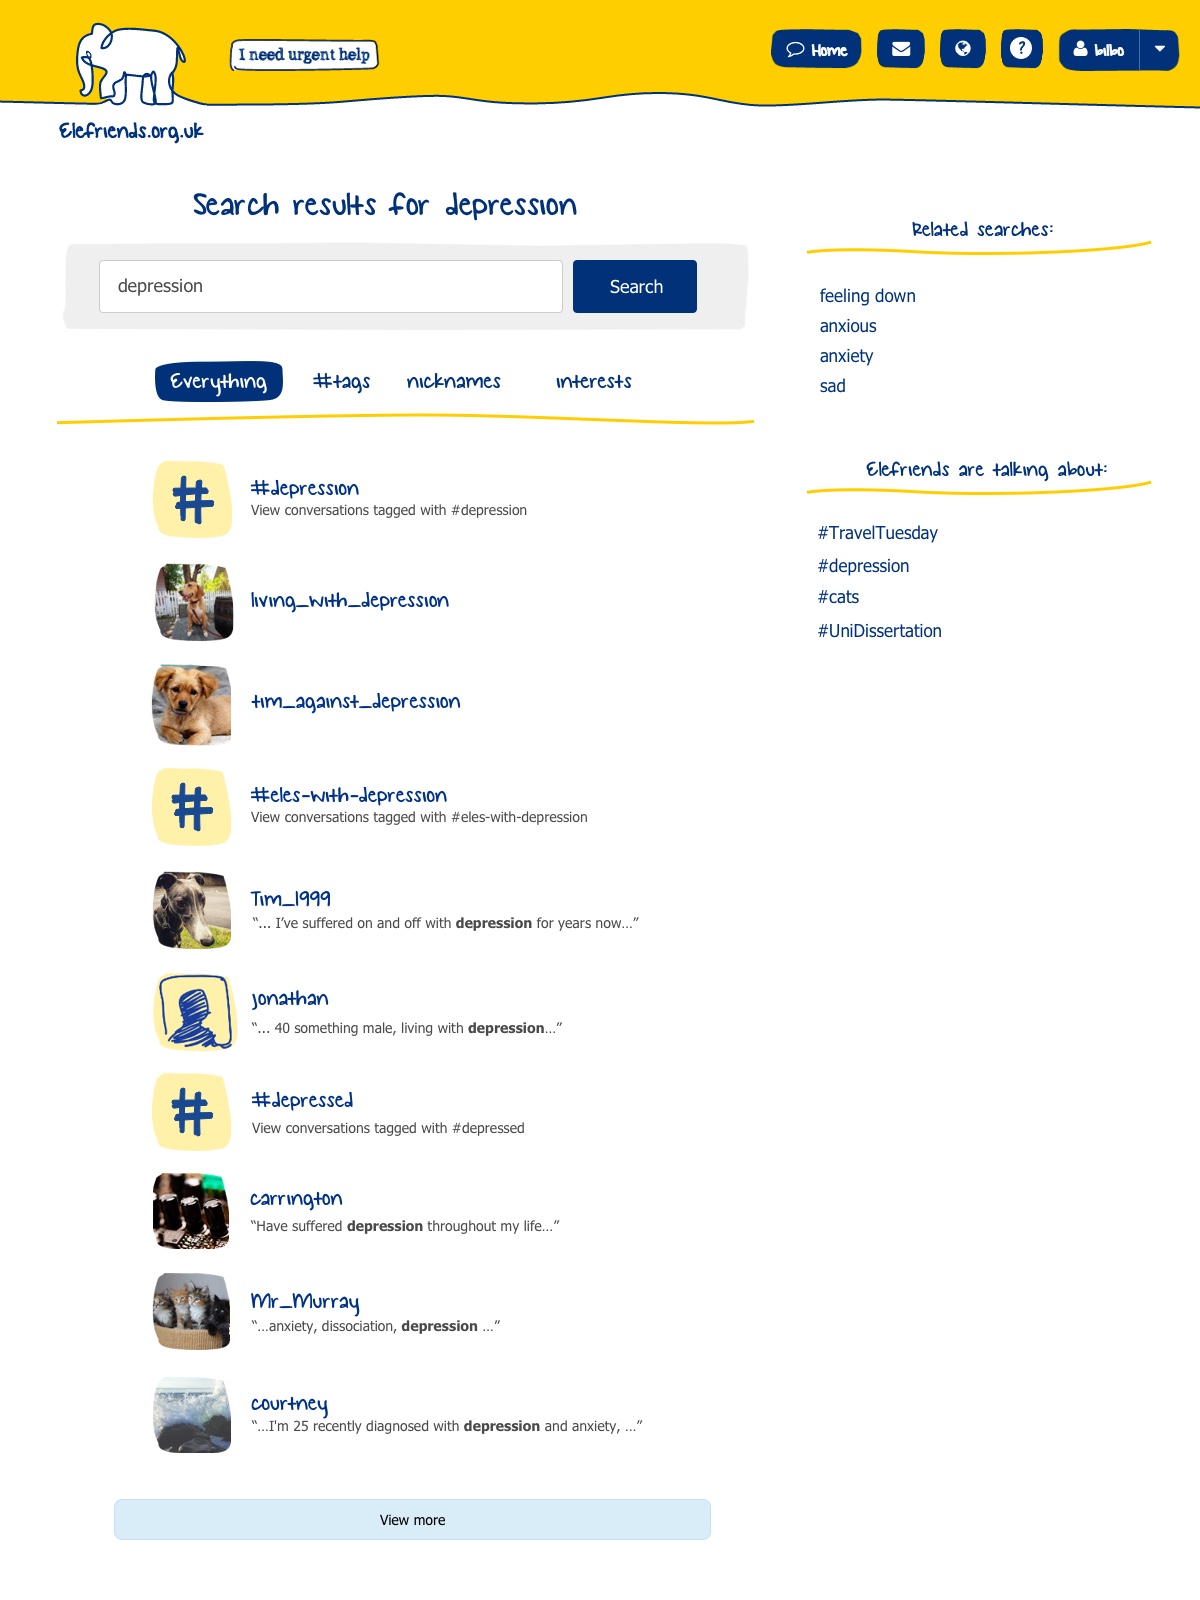 I need urgent help
Home
?
bilbo
Elefriends.org.uk
Search results for depression
depression
Search
Everything
#tags
nicknames
interests
#
#depression
View conversations tagged with #depression
living_with_depression
tim_against_depression
#
#eles-with-depression
View conversations tagged with #eles-with-depression
Tim_1999
“... I’ve suffered on and off with depression for years now...”
jonathan
“... 40 something male, living with depression...”
#
#depressed
View conversations tagged with #depressed
carrington
“Have suffered depression throughout my life...”
Mr_Murray
“...anxiety, dissociation, depression ...”
courtney
“...I'm 25 recently diagnosed with depression and anxiety, ...”
View more
Related searches:
feeling down
anxious
anxiety
sad
Elefriends are talking about:
#TravelTuesday
#depression
#cats
#UniDissertation